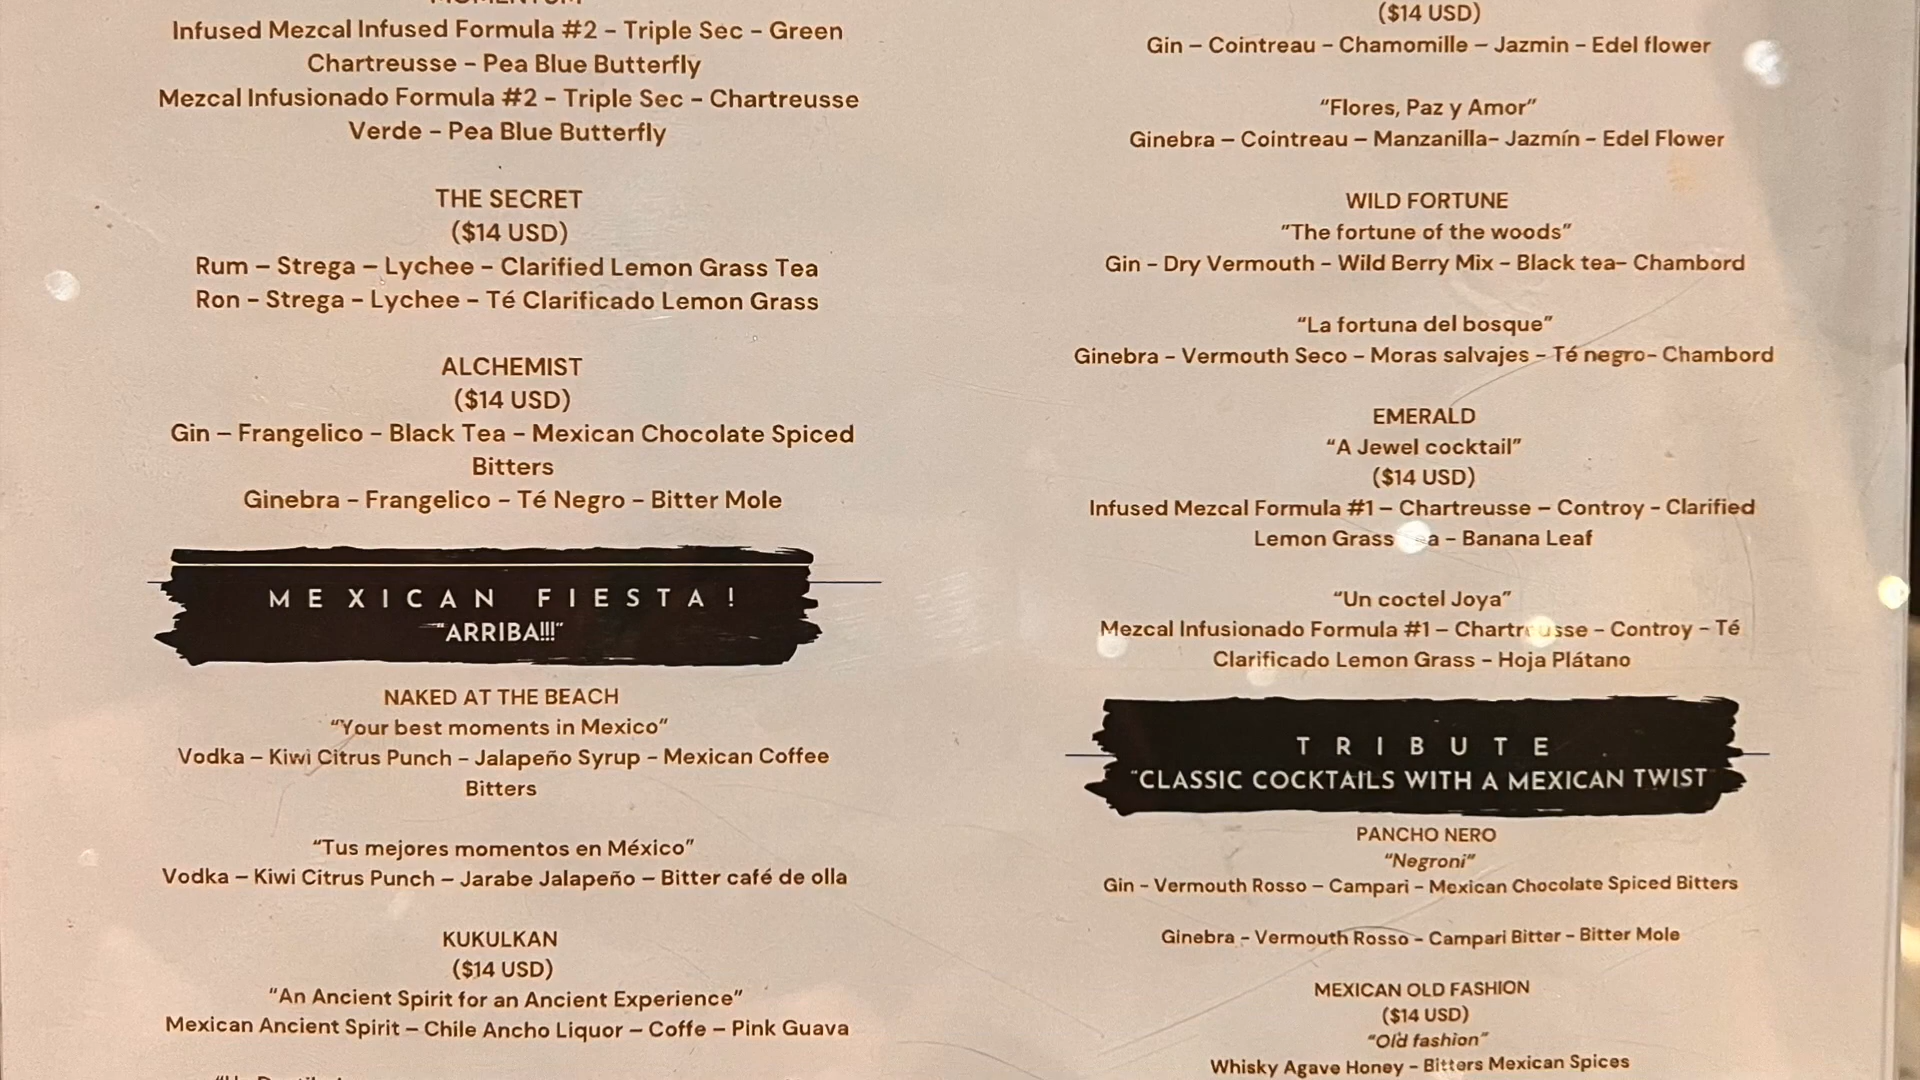 MOMENTUM
Infused Mezcal Infused Formula #2 - Triple Sec - Green
Chartreusse - Pea Blue Butterfly
Mezcal Infusionado Formula #2 - Triple Sec - Chartreusse
Verde - Pea Blue Butterfly
THE SECRET
($14 USD)
Rum – Strega – Lychee – Clarified Lemon Grass Tea
Ron - Strega - Lychee - Té Clarificado Lemon Grass
ALCHEMIST
($14 USD)
Gin – Frangelico - Black Tea - Mexican Chocolate Spiced
Bitters
Ginebra - Frangelico - Té Negro - Bitter Mole
MEXICAN FIESTA!
"ARRIBA!!!"
NAKED AT THE BEACH
"Your best moments in Mexico"
Vodka – Kiwi Citrus Punch - Jalapeño Syrup - Mexican Coffee
Bitters
"Tus mejores momentos en México"
Vodka – Kiwi Citrus Punch – Jarabe Jalapeño – Bitter café de olla
KUKULKAN
($14 USD)
"An Ancient Spirit for an Ancient Experience"
Mexican Ancient Spirit – Chile Ancho Liquor – Coffe – Pink Guava
($14 USD)
Gin – Cointreau - Chamomille – Jazmin - Edel flower
"Flores, Paz y Amor"
Ginebra – Cointreau – Manzanilla- Jazmín - Edel Flower
WILD FORTUNE
"The fortune of the woods"
Gin - Dry Vermouth - Wild Berry Mix - Black tea- Chambord
"La fortuna del bosque"
Ginebra - Vermouth Seco - Moras salvajes - Té negro- Chambord
EMERALD
"A Jewel cocktail"
($14 USD)
Infused Mezcal Formula #1 – Chartreusse – Controy - Clarified
Lemon Grass - Banana Leaf
"Un coctel Joya"
Mezcal Infusionado Formula #1 – Chartreusse - Controy - Té
Clarificado Lemon Grass - Hoja Plátano
TRIBUTE
"CLASSIC COCKTAILS WITH A MEXICAN TWIST"
PANCHO NERO
"Negroni"
Gin - Vermouth Rosso – Campari - Mexican Chocolate Spiced Bitters
Ginebra - Vermouth Rosso - Campari Bitter - Bitter Mole
MEXICAN OLD FASHION
($14 USD)
"Old fashion"
Whisky Agave Honey - Bitters Mexican Spices